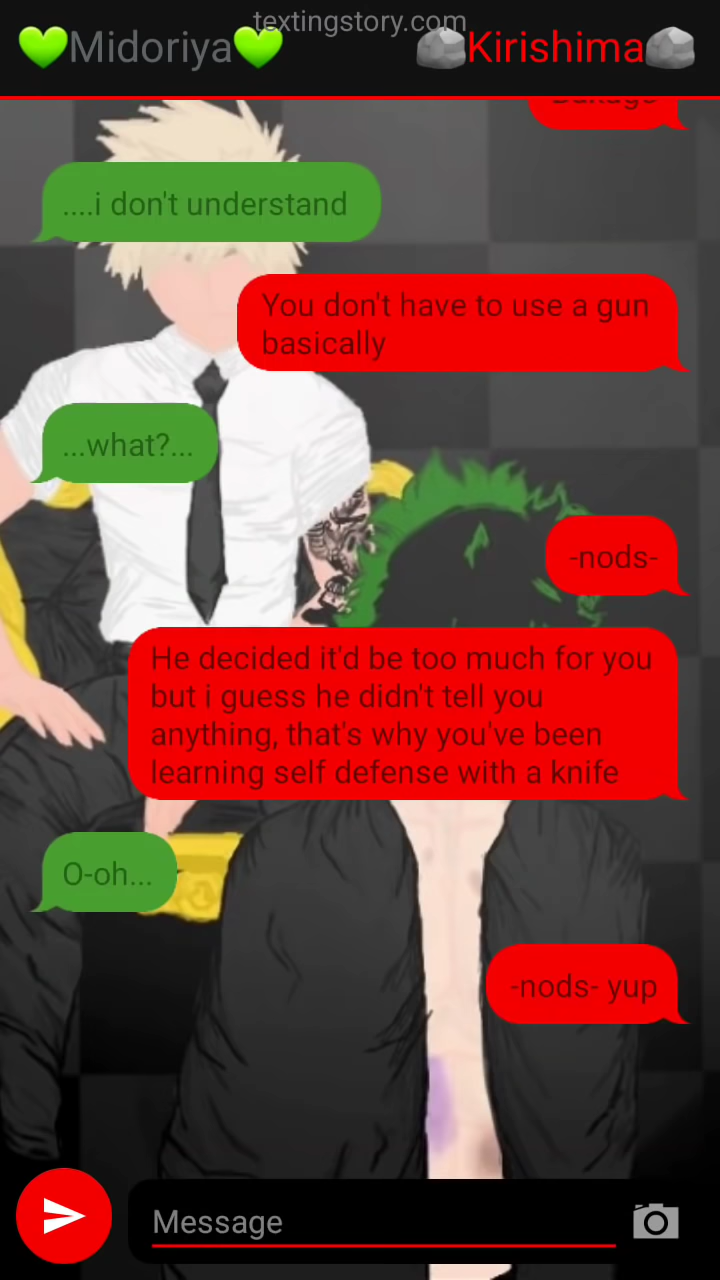 textingstory.com
💚Midoriya💚
🪨Kirishima🪨
....i don't understand
You don't have to use a gun
basically
...what?...
-nods-
He decided it'd be too much for you
but i guess he didn't tell you
anything, that's why you've been
learning self defense with a knife
O-oh...
-nods- yup
Message